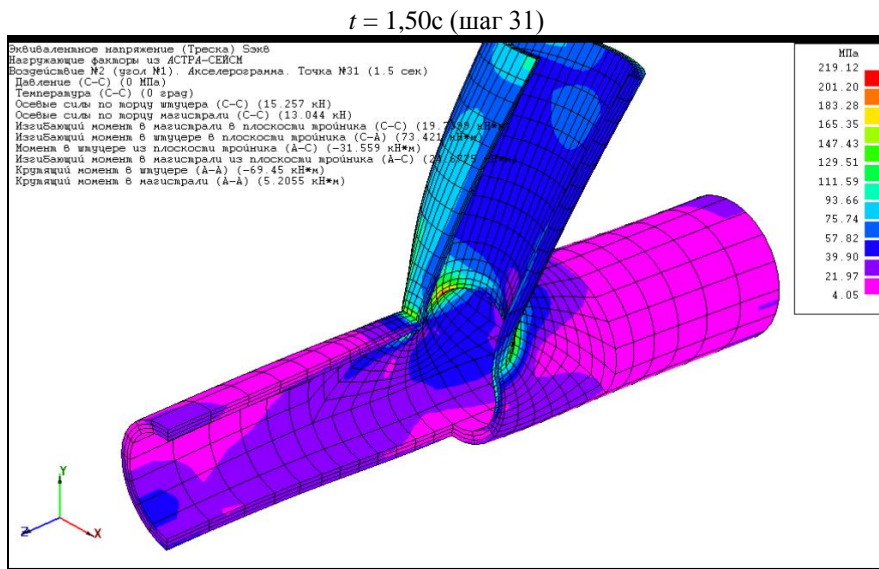 t = 1,50с (шаг 31)
Эквивалентное напряжение (Треска) Sэкв
Нагружающие факторы из АСТРА-СЕЙСМ
Воздействие №2 (угол №1). Акселерограмма. Точка №31 (1.5 сек)
Давление (С-С) (0 МПа)
Температура (С-С) (0 град)
Осевые силы по торцу штуцера (С-С) (15.257 кН)
Осевые силы по торцу магистрали (С-С) (13.044 кН)
Изгибающий момент в магистрали в плоскости тройника (С-С)
Изгибающий момент в штуцере в плоскости тройника (С-А) (73.421 кН*м)
Момент в штуцере из плоскости тройника (А-С) (-31.559 кН*м)
Изгибающий момент в магистрали из плоскости тройника (А-С)
Крутящий момент в штуцере (А-А) (-69.45 кН*м)
Крутящий момент в магистрали (А-А) (5.2055 кН*м)
МПа
219.12
201.20
183.28
165.35
147.43
129.51
111.59
93.66
75.74
57.82
39.90
21.97
4.05
Y
Z
X